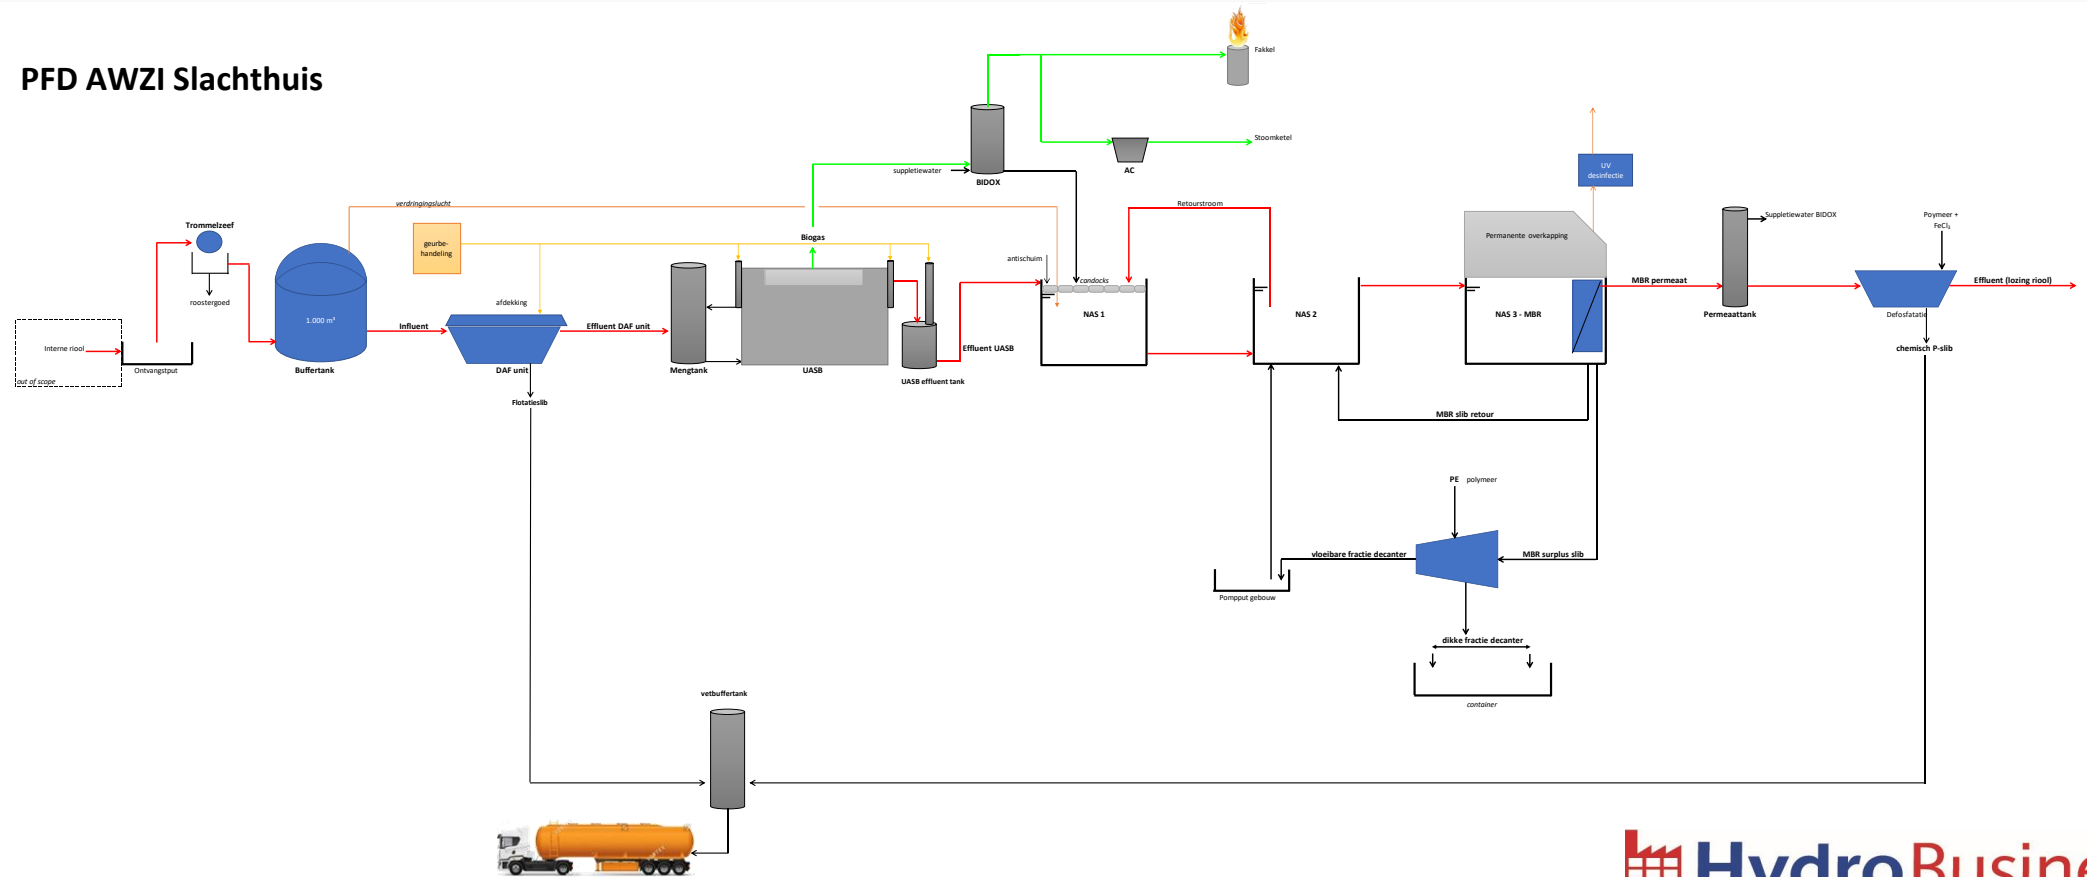 PFD AWZI Slachthuis
Fakkel
Stoomketel
AC
suppletiewater
BIDOX
UV
desinfectie
verdringingslucht
Retourstroom
Trommelzeef
roostergoed
geurbe-
handeling
Biogas
antischuim
candocks
Permanente overkapping
Suppletiewater BIDOX
Poymeer +
FeCl₃
afdekking
1.000 m³
Interne riool
out of scope
Ontvangstput
Buffertank
Influent
DAF unit
Effluent DAF unit
Mengtank
UASB
UASB effluent tank
Effluent UASB
NAS 1
NAS 2
NAS 3 - MBR
MBR permeaat
Permeaattank
Defosfatatie
Effluent (lozing riool)
chemisch P-slib
Flotatieslib
MBR slib retour
PE polymeer
vloeibare fractie decanter
MBR surplus slib
Pompput gebouw
dikke fractie decanter
container
vetbuffertank
HydroBusine